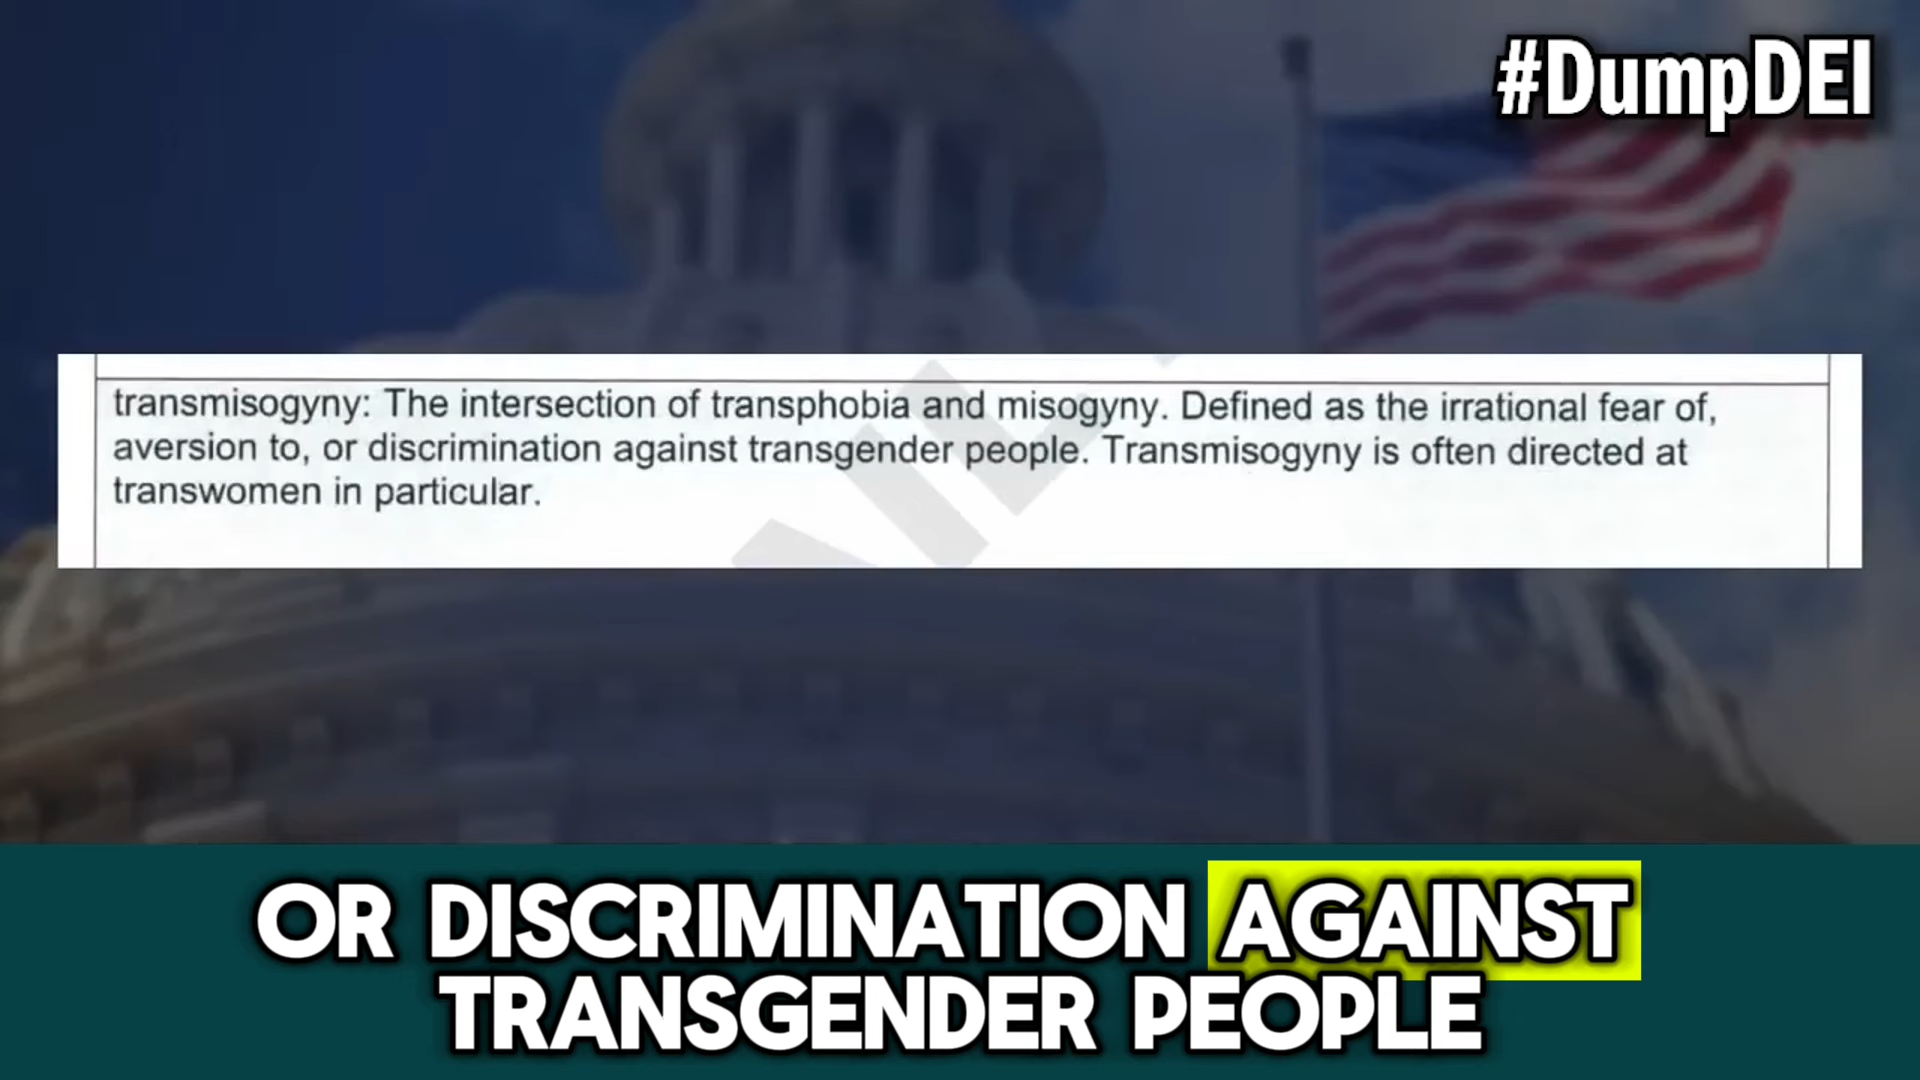 #DumpDEI
transmisogyny: The intersection of transphobia and misogyny. Defined as the irrational fear of,
aversion to, or discrimination against transgender people. Transmisogyny is often directed at
transwomen in particular.
OR DISCRIMINATION AGAINST
TRANSGENDER PEOPLE